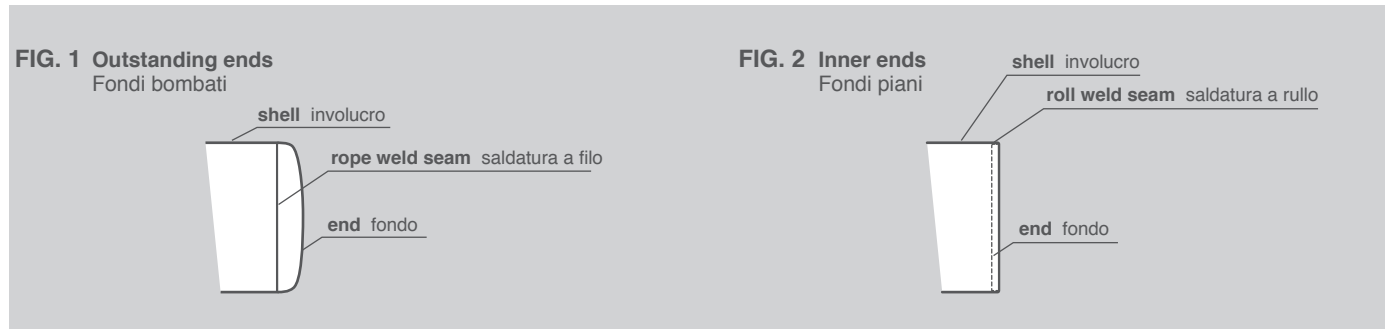 FIG. 1 Outstanding ends
Fondi bombati
shell involucro
rope weld seam saldatura a filo
end fondo
FIG. 2 Inner ends
Fondi piani
shell involucro
roll weld seam saldatura a rullo
end fondo